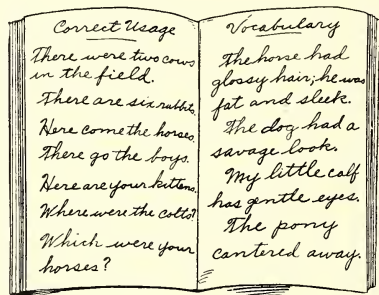 Correct Usage
There were two cows
in the field.
There are six rabbits.
Here come the horses.
There go the boys.
Here are your kittens.
Where were the colts?
Which were your
horses?
Vocabulary
The horse had
glossy hair; he was
fat and sleek.
The dog had a
savage look.
My little calf
has gentle eyes.
The pony
cantered away.